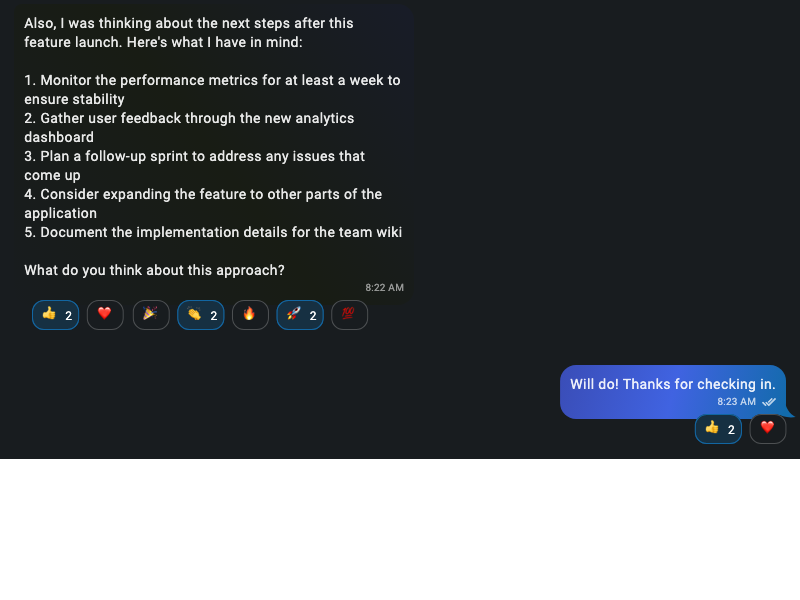 Also, I was thinking about the next steps after this
feature launch. Here's what I have in mind:
1. Monitor the performance metrics for at least a week to
ensure stability
2. Gather user feedback through the new analytics
dashboard
3. Plan a follow-up sprint to address any issues that
come up
4. Consider expanding the feature to other parts of the
application
5. Document the implementation details for the team wiki
What do you think about this approach?
8:22 AM
👍 2 ❤️ 🎉 👏 2 🔥 🚀 2 💯
Will do! Thanks for checking in.
8:23 AM
👍 2 ❤️